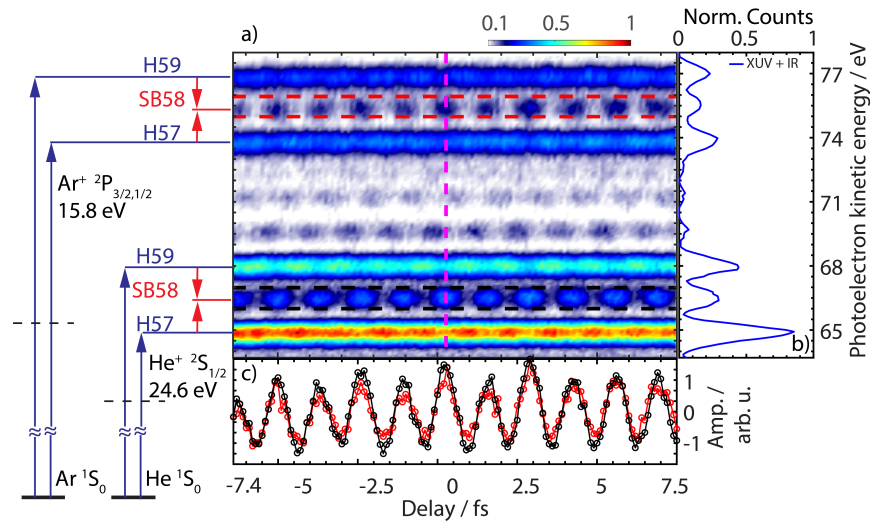 a)
0.1 0.5 1
Norm. Counts
0 0.5 1
XUV + IR
H59
SB58
H57
Ar⁺ ²P₃/₂,₁/₂
15.8 eV
H59
SB58
H57
He⁺ ²S₁/₂
24.6 eV
Ar ¹S₀
He ¹S₀
77
74
71
68
65
Photoelectron kinetic energy / eV
b)
c)
1
0
-1
Amp. /
arb. u.
-7.4 -5 -2.5 0 2.5 5 7.5
Delay / fs